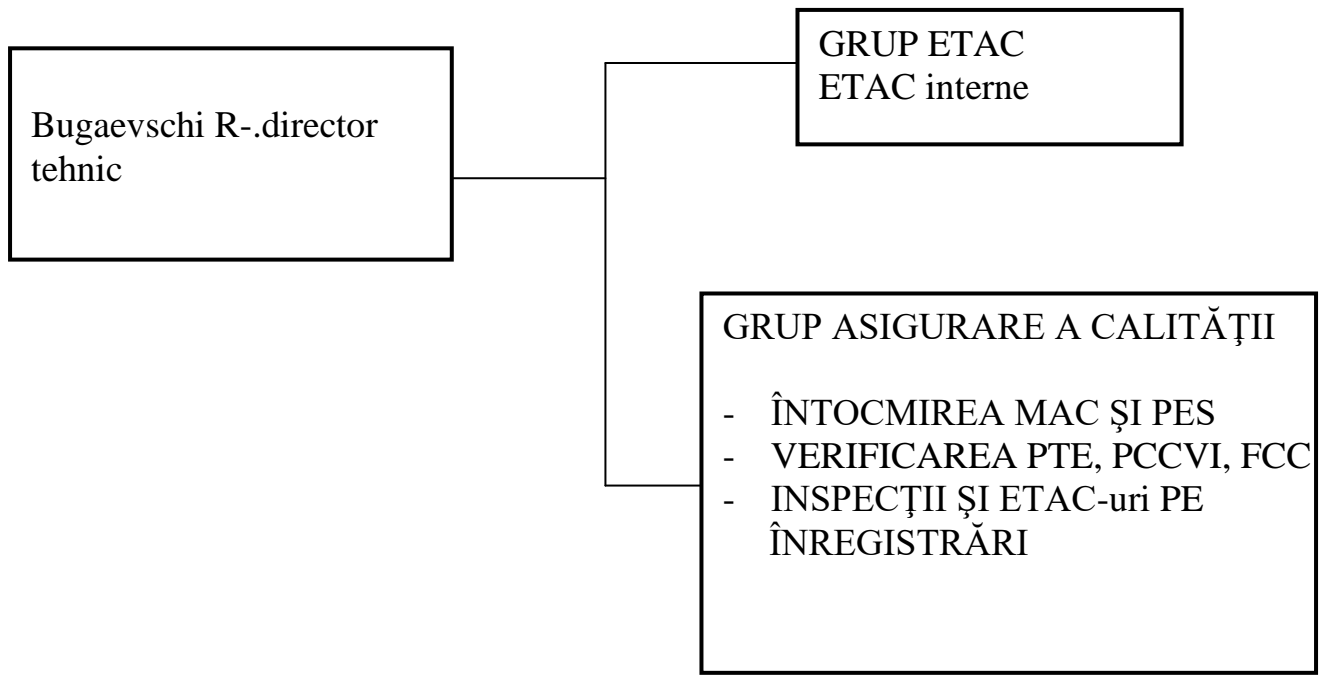 Bugaevschi R-.director
tehnic
GRUP ETAC
ETAC interne
GRUP ASIGURARE A CALITĂŢII
- ÎNTOCMIREA MAC ŞI PES
- VERIFICAREA PTE, PCCVI, FCC
- INSPECŢII ŞI ETAC-uri PE
ÎNREGISTRĂRI